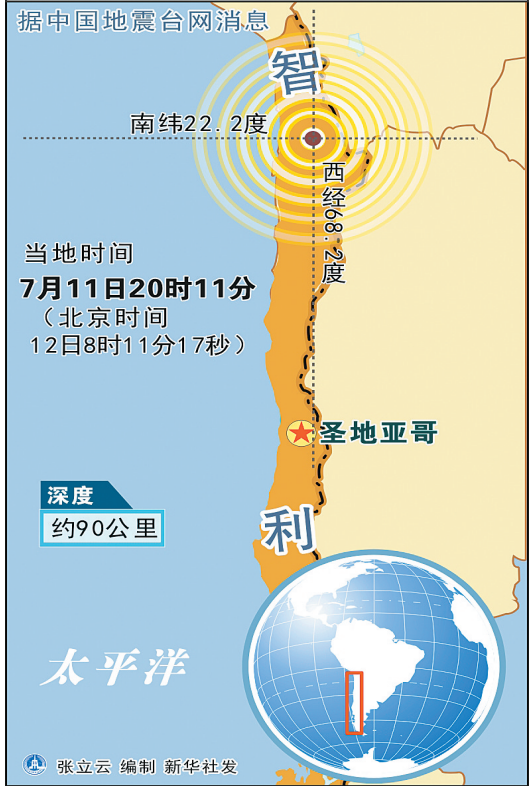 据中国地震台网消息
智
南纬22.2度
西经68.2度
当地时间
7月11日20时11分
（北京时间
12日8时11分17秒）
圣地亚哥
深度
约90公里
利
太平洋
张立云 编制 新华社发